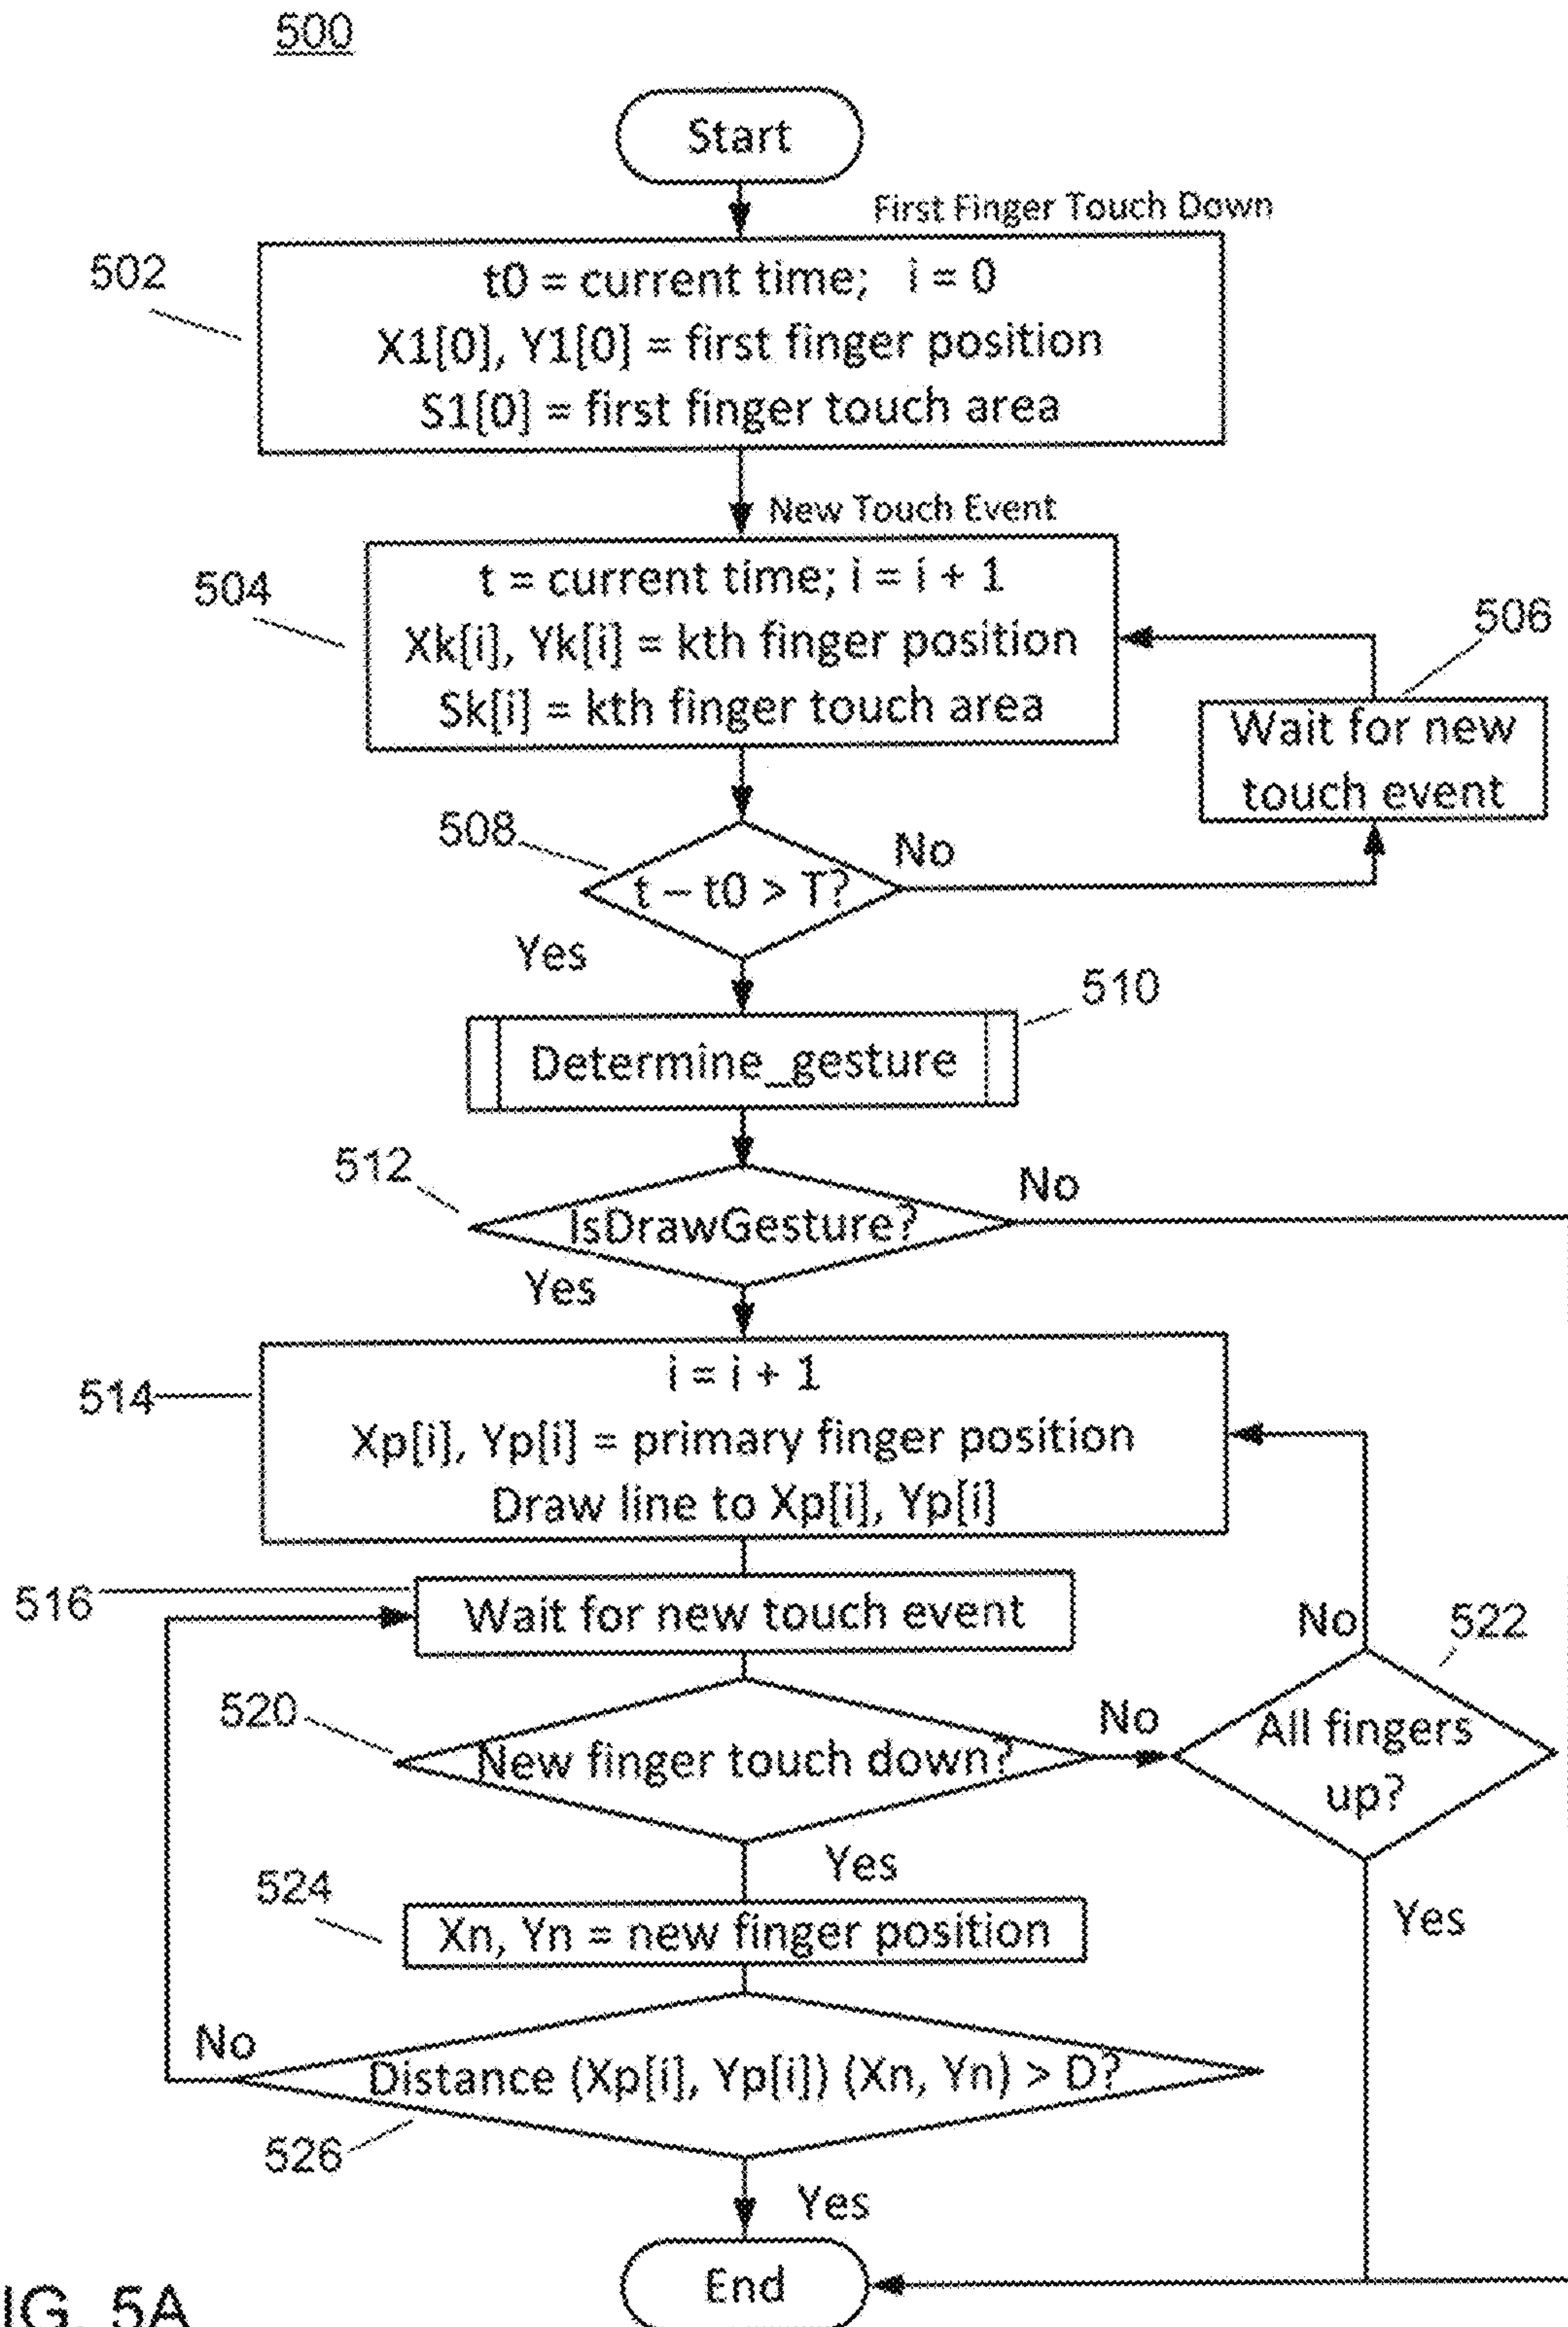 500
Start
First Finger Touch Down
502
t0 = current time; i = 0
X1[0], Y1[0] = first finger position
S1[0] = first finger touch area
New Touch Event
504
t = current time; i = i + 1
Xk[i], Yk[i] = kth finger position
Sk[i] = kth finger touch area
506
Wait for new
touch event
508
t – t0 > T?
No
Yes
510
Determine_gesture
512
IsDrawGesture?
No
Yes
514
i = i + 1
Xp[i], Yp[i] = primary finger position
Draw line to Xp[i], Yp[i]
516
Wait for new touch event
520
New finger touch down?
No
522
No
All fingers
up?
Yes
Yes
524
Xn, Yn = new finger position
No
Distance (Xp[i], Yp[i]) (Xn, Yn) > D?
526
Yes
End
IG. 5A